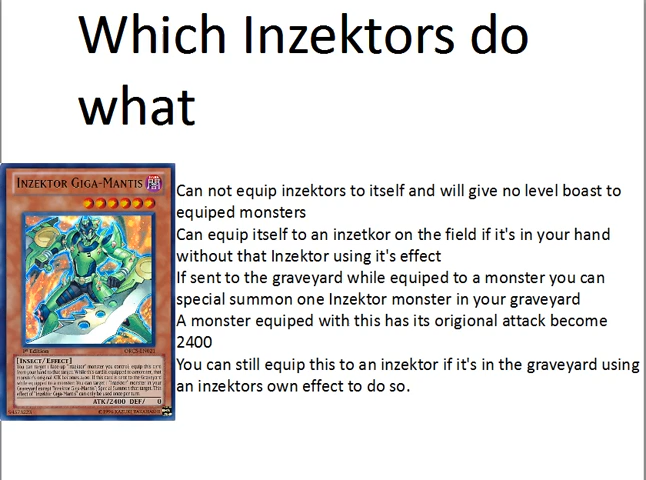 Which Inzektors do
what
INZEKTOR GIGA-MANTIS
Can not equip inzektors to itself and will give no level boast to
equiped monsters
Can equip itself to an inzetkor on the field if it's in your hand
without that Inzektor using it's effect
If sent to the graveyard while equiped to a monster you can
special summon one Inzektor monster in your graveyard
A monster equiped with this has its origional attack become
2400
You can still equip this to an inzektor if it's in the graveyard using
an inzektors own effect to do so.
1st Edition
[INSECT/EFFECT]
ATK/2400 DEF/ 0